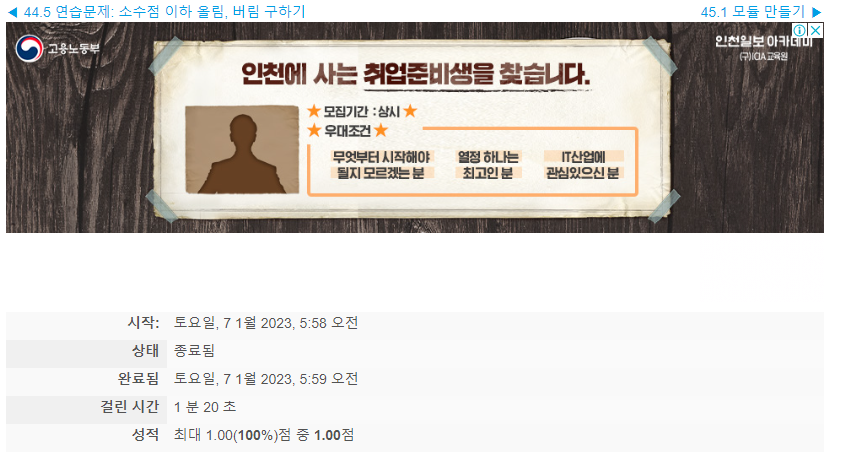 ◀ 44.5 연습문제: 소수점 이하 올림, 버림 구하기
45.1 모듈 만들기 ▶
고용노동부
인천일보 아카데미
(구)ICIA 교육원
인천에 사는 취업준비생을 찾습니다.
★ 모집기간 : 상시 ★
★ 우대조건 ★
무엇부터 시작해야
될지 모르겠는 분
열정 하나는
최고인 분
IT산업에
관심있으신 분
시작: 토요일, 7 1월 2023, 5:58 오전
상태 종료됨
완료됨 토요일, 7 1월 2023, 5:59 오전
걸린 시간 1 분 20 초
성적 최대 1.00(100%)점 중 1.00점